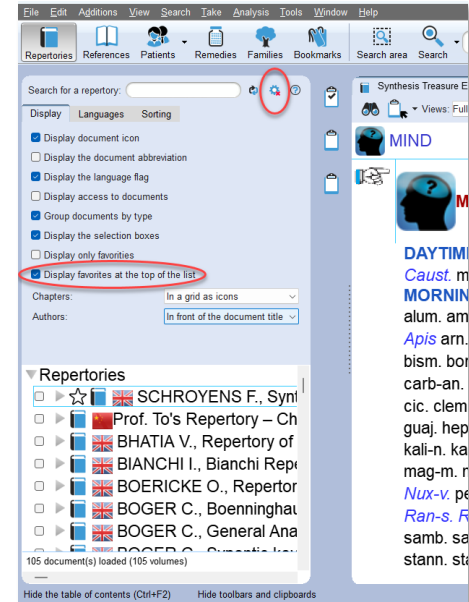 File Edit Additions View Search Take Analysis Tools Window Help
Repertories References Patients Remedies Families Bookmarks Search area Search
Search for a repertory:
Synthesis Treasure E
Display Languages Sorting
Views: Full
Display document icon
Display the document abbreviation
Display the language flag
Display access to documents
Group documents by type
Display the selection boxes
Display only favorities
Display favorites at the top of the list
Chapters: In a grid as icons
Authors: In front of the document title
MIND
M
DAYTIM
Caust. m
MORNIN
alum. am
Apis arn.
bism. bor
carb-an.
cic. clem
guaj. hep
kali-n. ka
mag-m. n
Nux-v. pe
Ran-s. R
samb. sa
stann. sta
Repertories
SCHROYENS F., Synt
Prof. To's Repertory – Ch
BHATIA V., Repertory of
BIANCHI I., Bianchi Repe
BOERICKE O., Repertor
BOGER C., Boenninghau
BOGER C., General Ana
BOGER C., Synoptic key
105 document(s) loaded (105 volumes)
Hide the table of contents (Ctrl+F2) Hide toolbars and clipboards